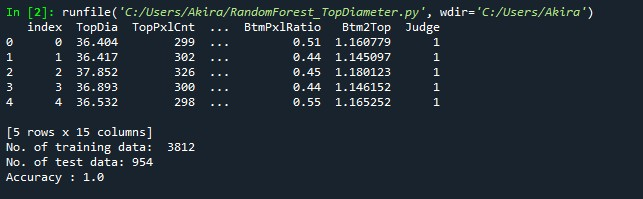 In [2]: runfile('C:/Users/Akira/RandomForest_TopDiameter.py', wdir='C:/Users/Akira')
index TopDia TopPxlCnt ... BtmPxlRatio Btm2Top Judge
0 0 36.404 299 ... 0.51 1.160779 1
1 1 36.417 302 ... 0.44 1.145097 1
2 2 37.852 326 ... 0.45 1.180123 1
3 3 36.893 300 ... 0.44 1.146152 1
4 4 36.532 298 ... 0.55 1.165252 1
[5 rows x 15 columns]
No. of training data: 3812
No. of test data: 954
Accuracy : 1.0